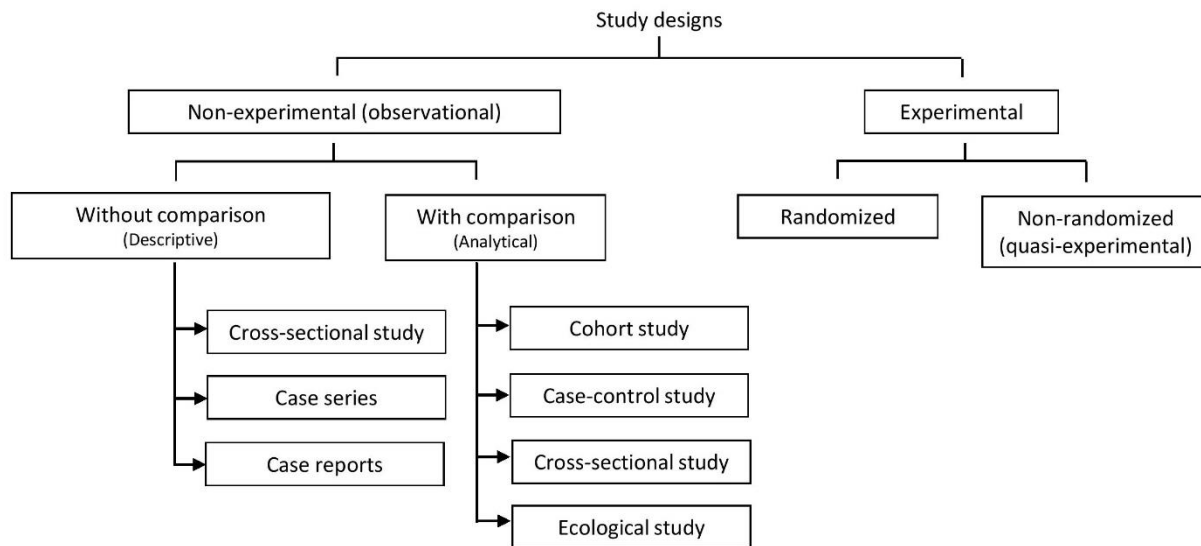 Study designs
Non-experimental (observational)
Experimental
Without comparison
(Descriptive)
With comparison
(Analytical)
Randomized
Non-randomized
(quasi-experimental)
Cross-sectional study
Case series
Case reports
Cohort study
Case-control study
Cross-sectional study
Ecological study